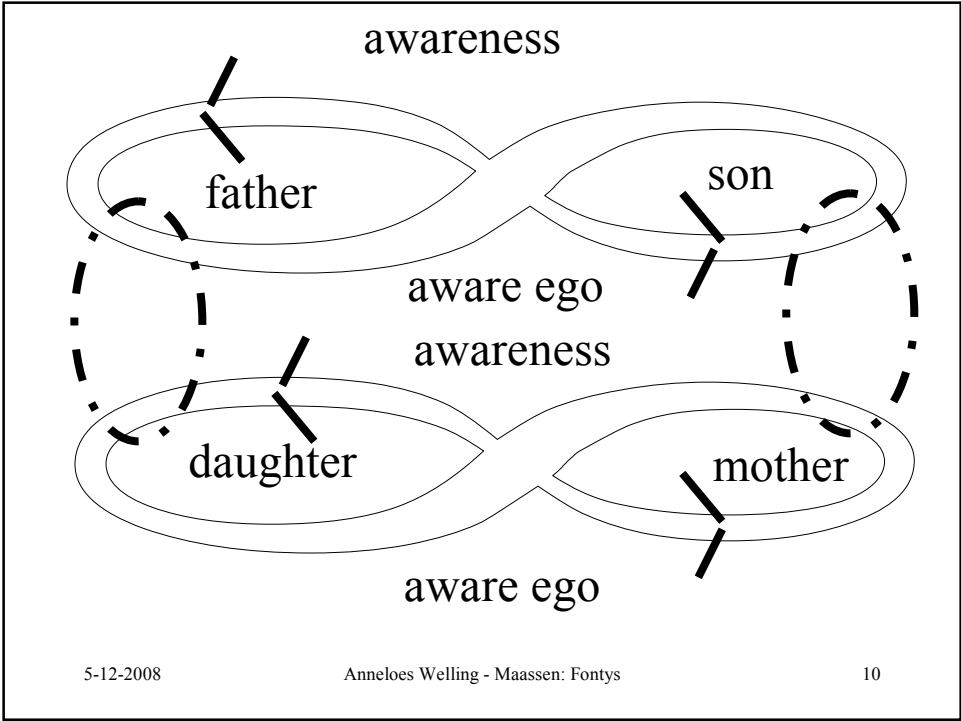 awareness
father
son
aware ego
awareness
daughter
mother
aware ego
5-12-2008 Anneloes Welling - Maassen: Fontys 10